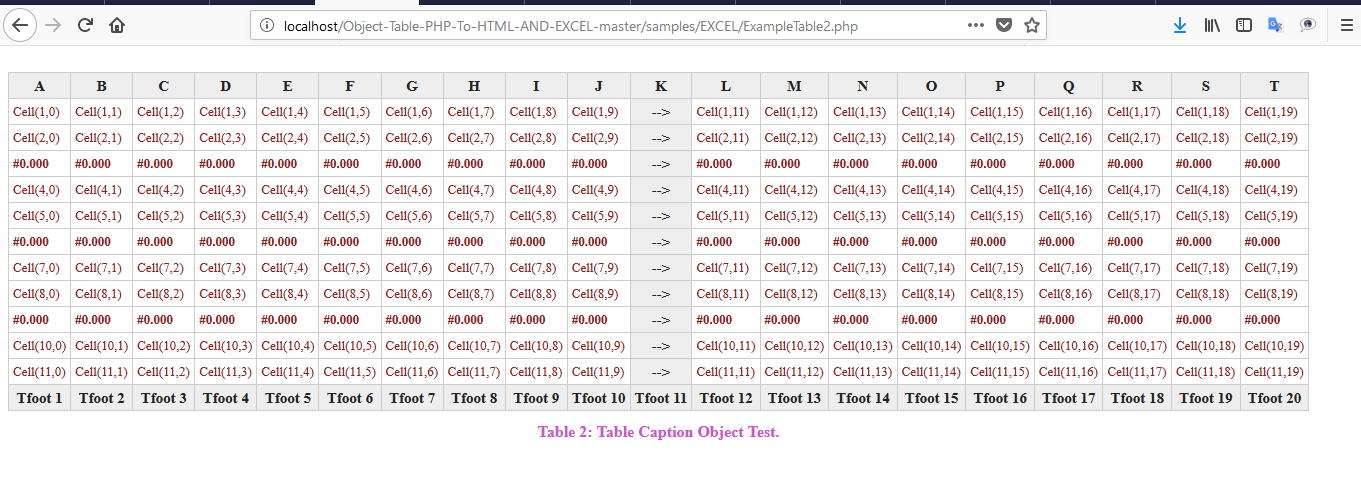 localhost/Object-Table-PHP-To-HTML-AND-EXCEL-master/samples/EXCEL/ExampleTable2.php
A B C D E F G H I J K L M N O P Q R S T
Cell(1,0) Cell(1,1) Cell(1,2) Cell(1,3) Cell(1,4) Cell(1,5) Cell(1,6) Cell(1,7) Cell(1,8) Cell(1,9) --> Cell(1,11) Cell(1,12) Cell(1,13) Cell(1,14) Cell(1,15) Cell(1,16) Cell(1,17) Cell(1,18) Cell(1,19)
Cell(2,0) Cell(2,1) Cell(2,2) Cell(2,3) Cell(2,4) Cell(2,5) Cell(2,6) Cell(2,7) Cell(2,8) Cell(2,9) --> Cell(2,11) Cell(2,12) Cell(2,13) Cell(2,14) Cell(2,15) Cell(2,16) Cell(2,17) Cell(2,18) Cell(2,19)
#0.000 #0.000 #0.000 #0.000 #0.000 #0.000 #0.000 #0.000 #0.000 #0.000 --> #0.000 #0.000 #0.000 #0.000 #0.000 #0.000 #0.000 #0.000 #0.000
Cell(4,0) Cell(4,1) Cell(4,2) Cell(4,3) Cell(4,4) Cell(4,5) Cell(4,6) Cell(4,7) Cell(4,8) Cell(4,9) --> Cell(4,11) Cell(4,12) Cell(4,13) Cell(4,14) Cell(4,15) Cell(4,16) Cell(4,17) Cell(4,18) Cell(4,19)
Cell(5,0) Cell(5,1) Cell(5,2) Cell(5,3) Cell(5,4) Cell(5,5) Cell(5,6) Cell(5,7) Cell(5,8) Cell(5,9) --> Cell(5,11) Cell(5,12) Cell(5,13) Cell(5,14) Cell(5,15) Cell(5,16) Cell(5,17) Cell(5,18) Cell(5,19)
#0.000 #0.000 #0.000 #0.000 #0.000 #0.000 #0.000 #0.000 #0.000 #0.000 --> #0.000 #0.000 #0.000 #0.000 #0.000 #0.000 #0.000 #0.000 #0.000
Cell(7,0) Cell(7,1) Cell(7,2) Cell(7,3) Cell(7,4) Cell(7,5) Cell(7,6) Cell(7,7) Cell(7,8) Cell(7,9) --> Cell(7,11) Cell(7,12) Cell(7,13) Cell(7,14) Cell(7,15) Cell(7,16) Cell(7,17) Cell(7,18) Cell(7,19)
Cell(8,0) Cell(8,1) Cell(8,2) Cell(8,3) Cell(8,4) Cell(8,5) Cell(8,6) Cell(8,7) Cell(8,8) Cell(8,9) --> Cell(8,11) Cell(8,12) Cell(8,13) Cell(8,14) Cell(8,15) Cell(8,16) Cell(8,17) Cell(8,18) Cell(8,19)
#0.000 #0.000 #0.000 #0.000 #0.000 #0.000 #0.000 #0.000 #0.000 #0.000 --> #0.000 #0.000 #0.000 #0.000 #0.000 #0.000 #0.000 #0.000 #0.000
Cell(10,0) Cell(10,1) Cell(10,2) Cell(10,3) Cell(10,4) Cell(10,5) Cell(10,6) Cell(10,7) Cell(10,8) Cell(10,9) --> Cell(10,11) Cell(10,12) Cell(10,13) Cell(10,14) Cell(10,15) Cell(10,16) Cell(10,17) Cell(10,18) Cell(10,19)
Cell(11,0) Cell(11,1) Cell(11,2) Cell(11,3) Cell(11,4) Cell(11,5) Cell(11,6) Cell(11,7) Cell(11,8) Cell(11,9) --> Cell(11,11) Cell(11,12) Cell(11,13) Cell(11,14) Cell(11,15) Cell(11,16) Cell(11,17) Cell(11,18) Cell(11,19)
Tfoot 1 Tfoot 2 Tfoot 3 Tfoot 4 Tfoot 5 Tfoot 6 Tfoot 7 Tfoot 8 Tfoot 9 Tfoot 10 Tfoot 11 Tfoot 12 Tfoot 13 Tfoot 14 Tfoot 15 Tfoot 16 Tfoot 17 Tfoot 18 Tfoot 19 Tfoot 20
Table 2: Table Caption Object Test.